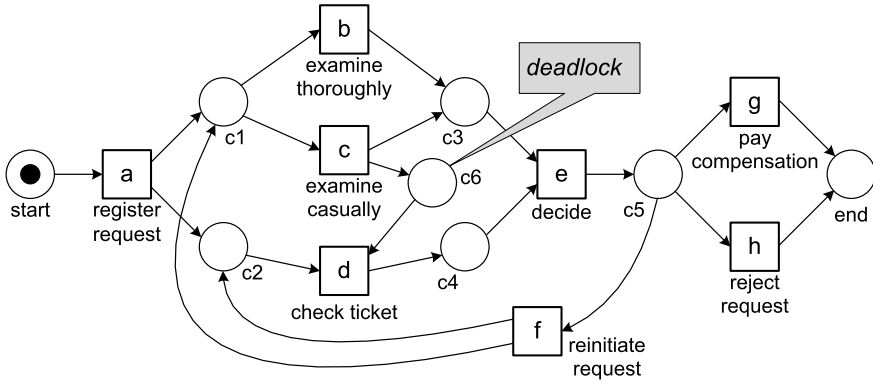 b
examine
thoroughly
deadlock
g
pay
compensation
c1
c3
c
examine
casually
c6
start
a
register
request
e
decide
c5
end
c2
d
check ticket
c4
h
reject
request
f
reinitiate
request